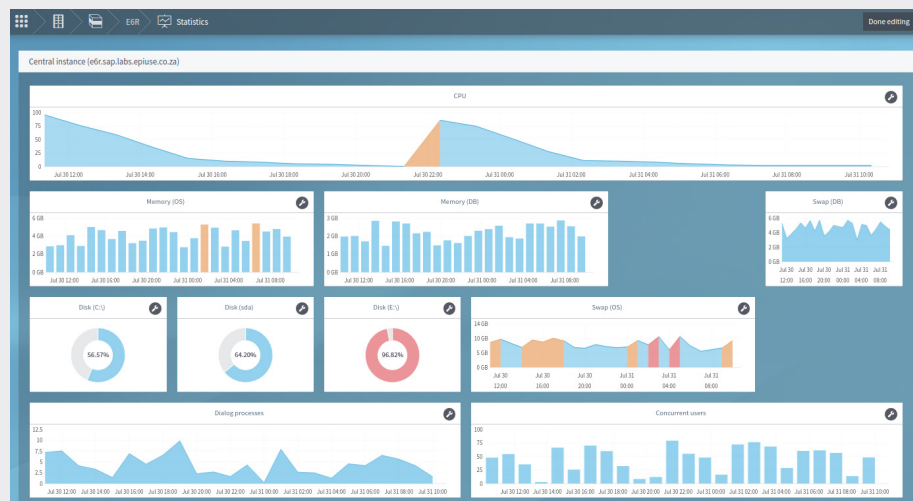 E6R Statistics Done editing
Central instance (e6r.sap.labs.epiuse.co.za)
CPU
100
75
50
25
0
Jul 30 12:00 Jul 30 14:00 Jul 30 16:00 Jul 30 18:00 Jul 30 20:00 Jul 30 22:00 Jul 31 00:00 Jul 31 02:00 Jul 31 04:00 Jul 31 06:00 Jul 31 08:00 Jul 31 10:00
Memory (OS)
6 GB
4 GB
2 GB
0 GB
Jul 30 12:00 Jul 30 16:00 Jul 30 20:00 Jul 31 00:00 Jul 31 04:00 Jul 31 08:00
Memory (DB)
3 GB
2 GB
1 GB
0 GB
Jul 30 12:00 Jul 30 16:00 Jul 30 20:00 Jul 31 00:00 Jul 31 04:00 Jul 31 08:00
Swap (DB)
6 GB
4 GB
2 GB
0 GB
Jul 30 Jul 30 Jul 30 Jul 31 Jul 31 Jul 31
12:00 16:00 20:00 00:00 04:00 08:00
Disk (C:\)
56.57%
Disk (sda)
64.20%
Disk (E:\)
96.82%
Swap (OS)
14 GB
10 GB
5 GB
0 GB
Jul 30 Jul 30 Jul 30 Jul 31 Jul 31 Jul 31
12:00 16:00 20:00 00:00 04:00 08:00
Dialog processes
12.5
10
7.5
5
2.5
0
Jul 30 12:00 Jul 30 14:00 Jul 30 16:00 Jul 30 18:00 Jul 30 20:00 Jul 30 22:00 Jul 31 00:00 Jul 31 02:00 Jul 31 04:00 Jul 31 06:00 Jul 31 08:00 Jul 31 10:00
Concurrent users
100
75
50
25
0
Jul 30 12:00 Jul 30 14:00 Jul 30 16:00 Jul 30 18:00 Jul 30 20:00 Jul 30 22:00 Jul 31 00:00 Jul 31 02:00 Jul 31 04:00 Jul 31 06:00 Jul 31 08:00 Jul 31 10:00